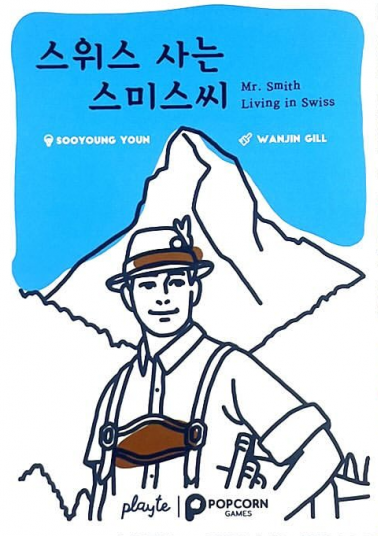 스위스 사는
스미스씨
Mr. Smith
Living in Swiss
SOOYOUNG YOUN
WANJIN GILL
playte
POPCORN
GAMES